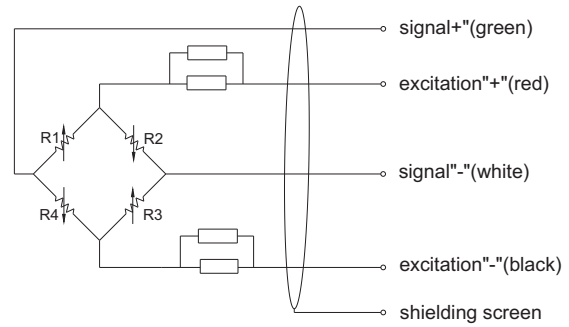 signal+"(green)
excitation"+"(red)
R1
R2
signal"-"(white)
R4
R3
excitation"-"(black)
shielding screen